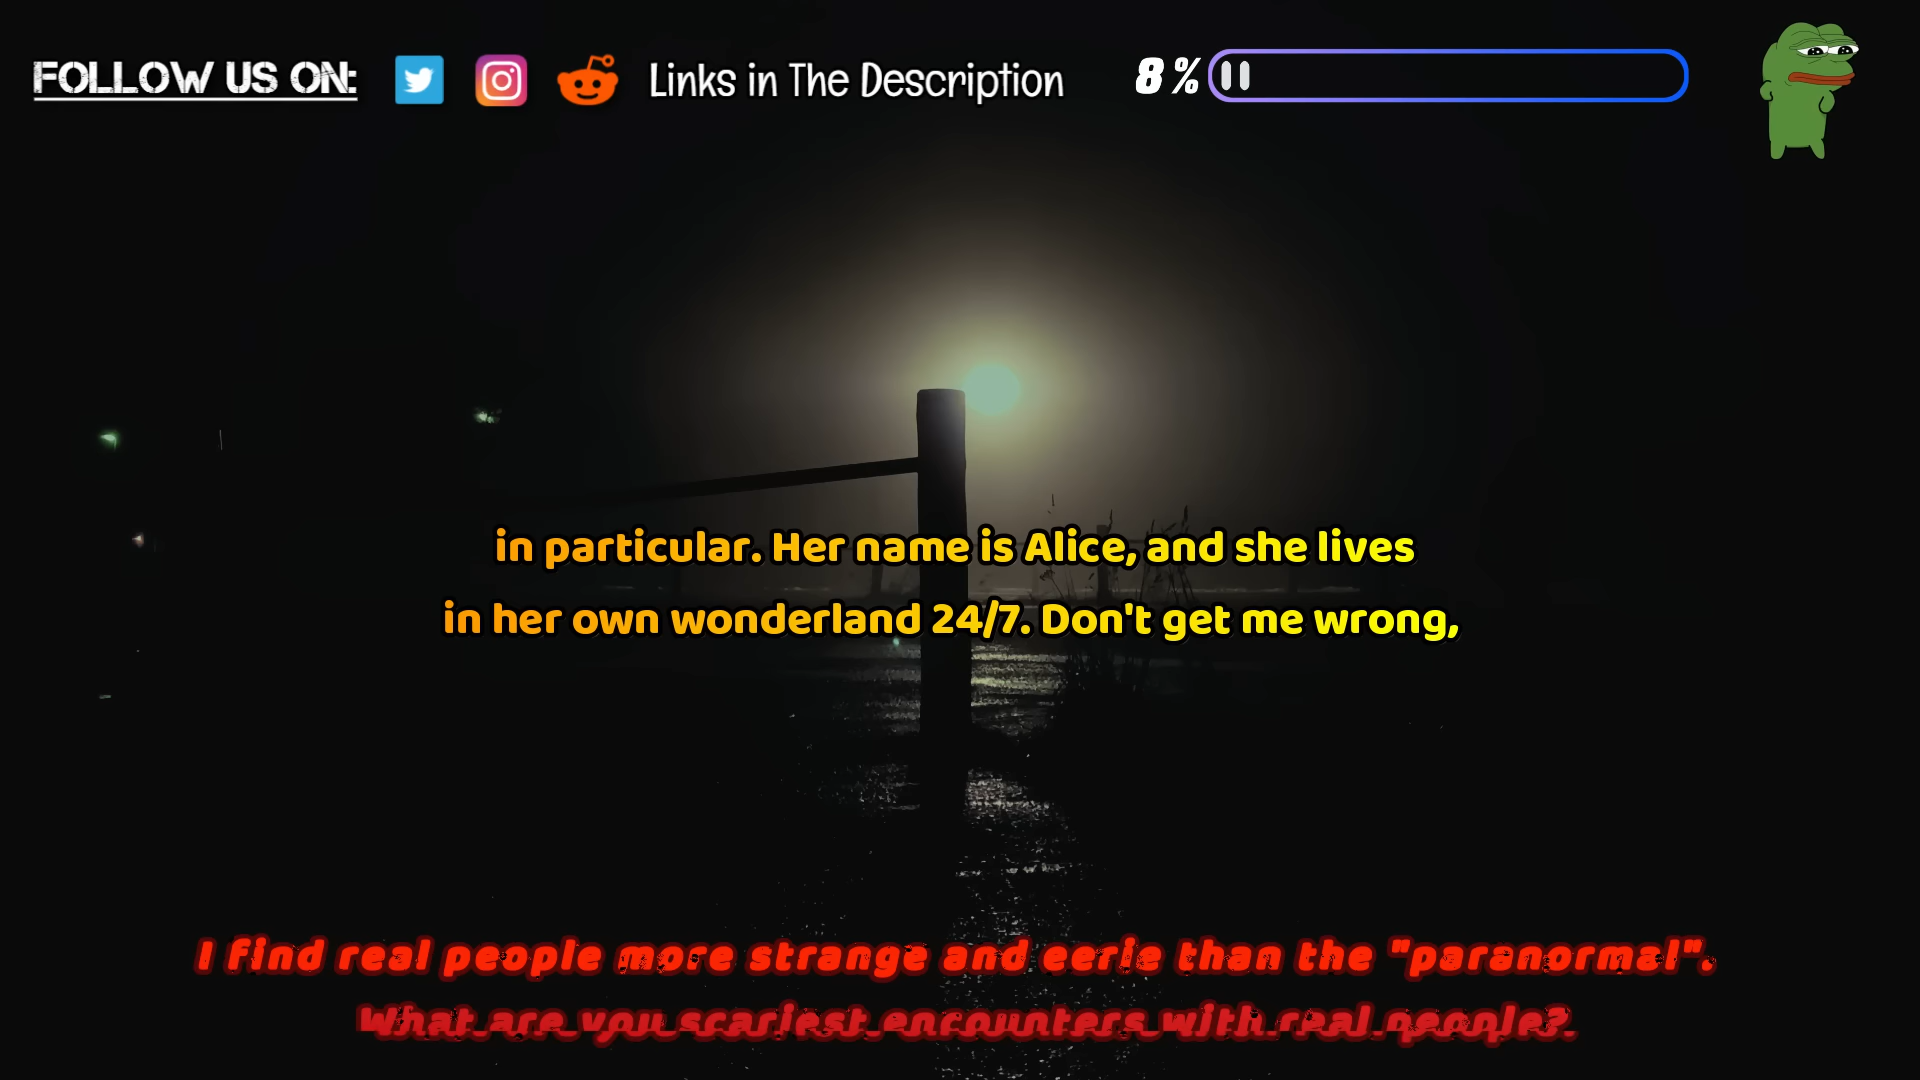 FOLLOW US ON:
Links in The Description
8%
in particular. Her name is Alice, and she lives
in her own wonderland 24/7. Don't get me wrong,
I find real people more strange and eerie than the "paranormal".
What are you scariest encounters with real people?